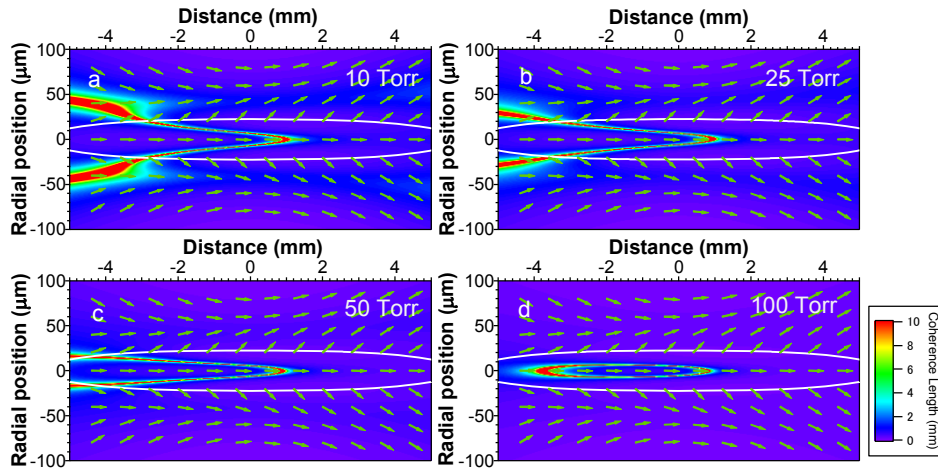 Distance (mm)
-4 -2 0 2 4
Radial position (μm)
100
50
0
-50
-100
a
10 Torr
Distance (mm)
-4 -2 0 2 4
Radial position (μm)
100
50
0
-50
-100
b
25 Torr
Distance (mm)
-4 -2 0 2 4
Radial position (μm)
100
50
0
-50
-100
c
50 Torr
Distance (mm)
-4 -2 0 2 4
Radial position (μm)
100
50
0
-50
-100
d
100 Torr
10
8
6
4
2
0
Coherence Length (mm)